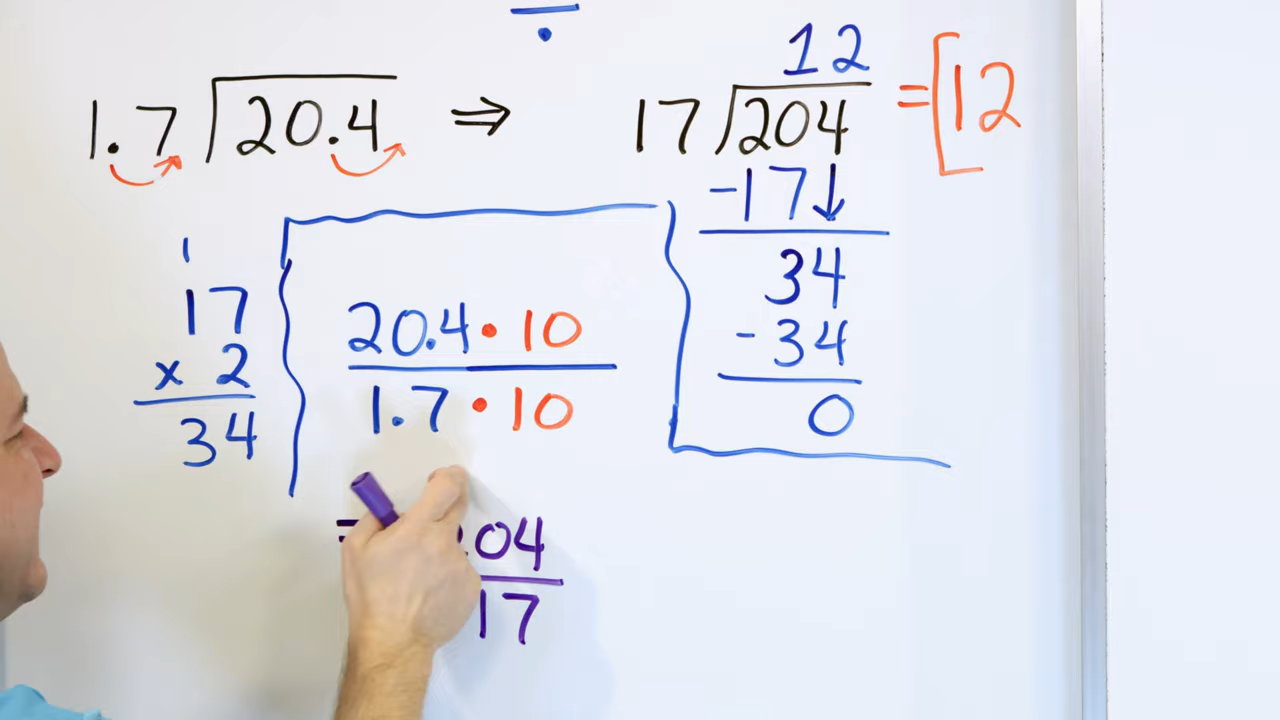 1.7 ⟌ 20.4 ⇒ 17 ⟌ 204 = [12
12
-17↓
34
-34
0
1
17
x 2
34
20.4 • 10
1.7 • 10
= 04
17